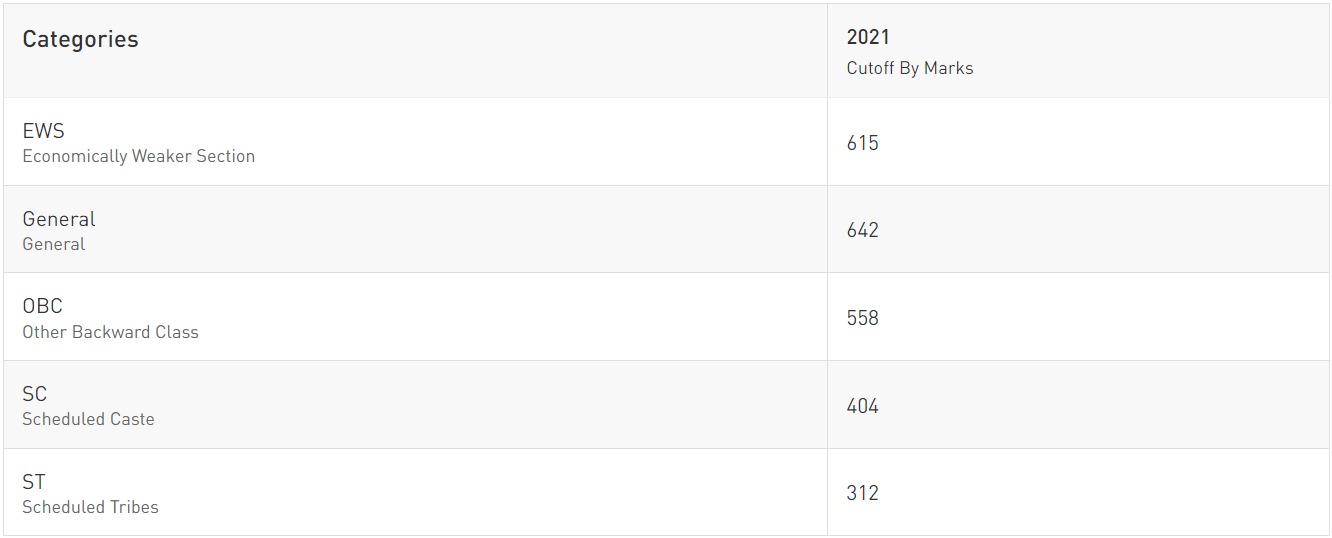 Categories
2021
Cutoff By Marks
EWS
Economically Weaker Section
615
General
General
642
OBC
Other Backward Class
558
SC
Scheduled Caste
404
ST
Scheduled Tribes
312